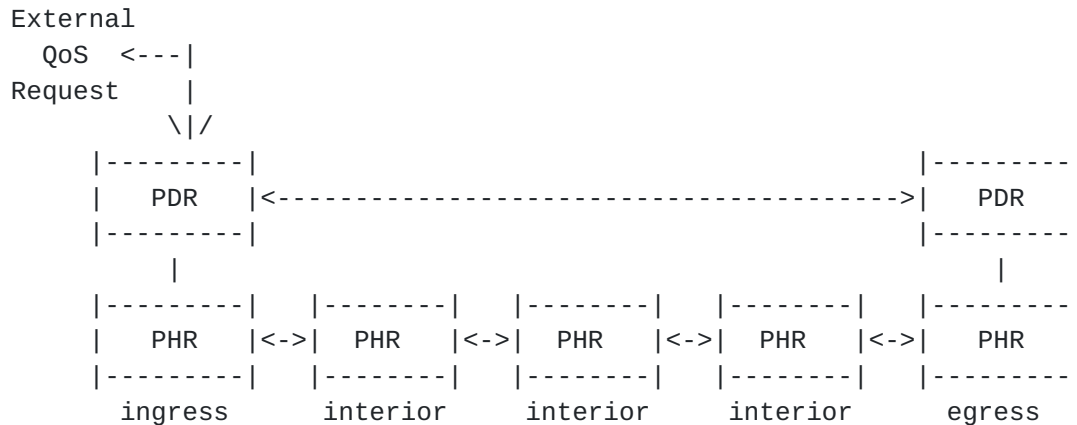 External
QoS <---|
Request |
\|/
|---------| |---------
| PDR |<---------------------------------------->| PDR
|---------| |---------
| |
|---------| |--------| |--------| |--------| |---------
| PHR |<->| PHR |<->| PHR |<->| PHR |<->| PHR
|---------| |--------| |--------| |--------| |---------
ingress interior interior interior egress